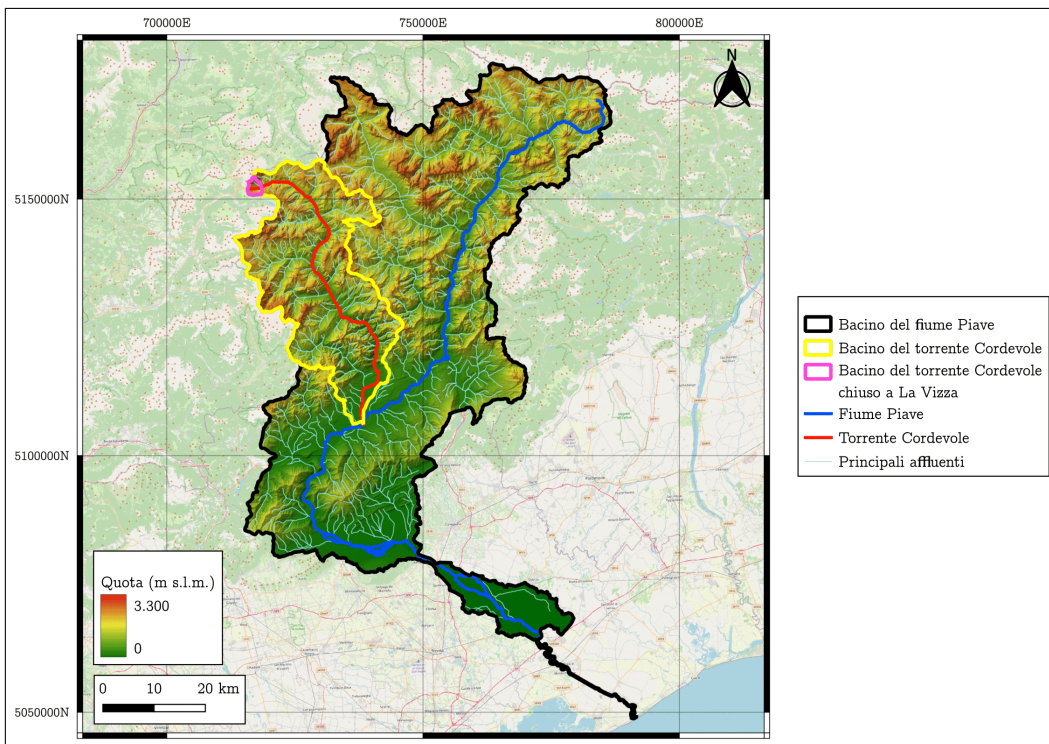 700000E
750000E
800000E
N
5150000N
5100000N
5050000N
Quota (m s.l.m.)
3.300
0
0 10 20 km
Bacino del fiume Piave
Bacino del torrente Cordevole
Bacino del torrente Cordevole
chiuso a La Vizza
Fiume Piave
Torrente Cordevole
Principali affluenti